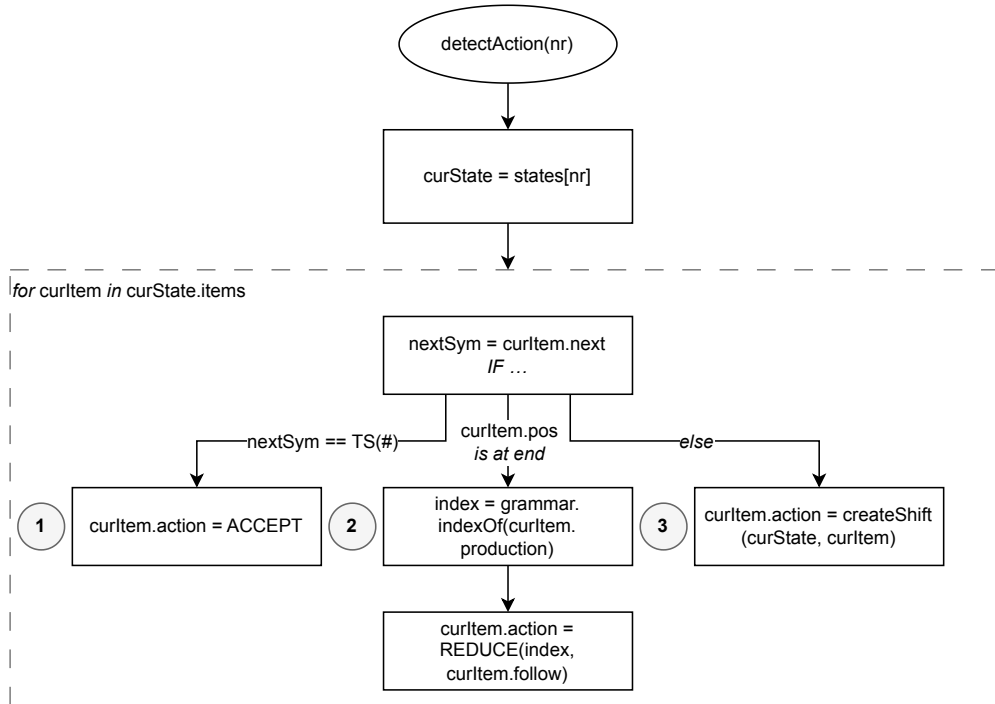 detectAction(nr)
curState = states[nr]
for curItem in curState.items
nextSym = curItem.next
IF …
nextSym == TS(#)
curItem.pos
is at end
else
1
curItem.action = ACCEPT
2
index = grammar.
indexOf(curItem.
production)
3
curItem.action = createShift
(curState, curItem)
curItem.action =
REDUCE(index,
curItem.follow)